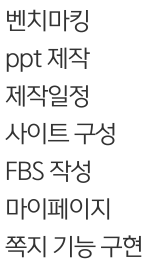 벤치마킹
ppt 제작
제작일정
사이트 구성
FBS 작성
마이페이지
쪽지 기능 구현